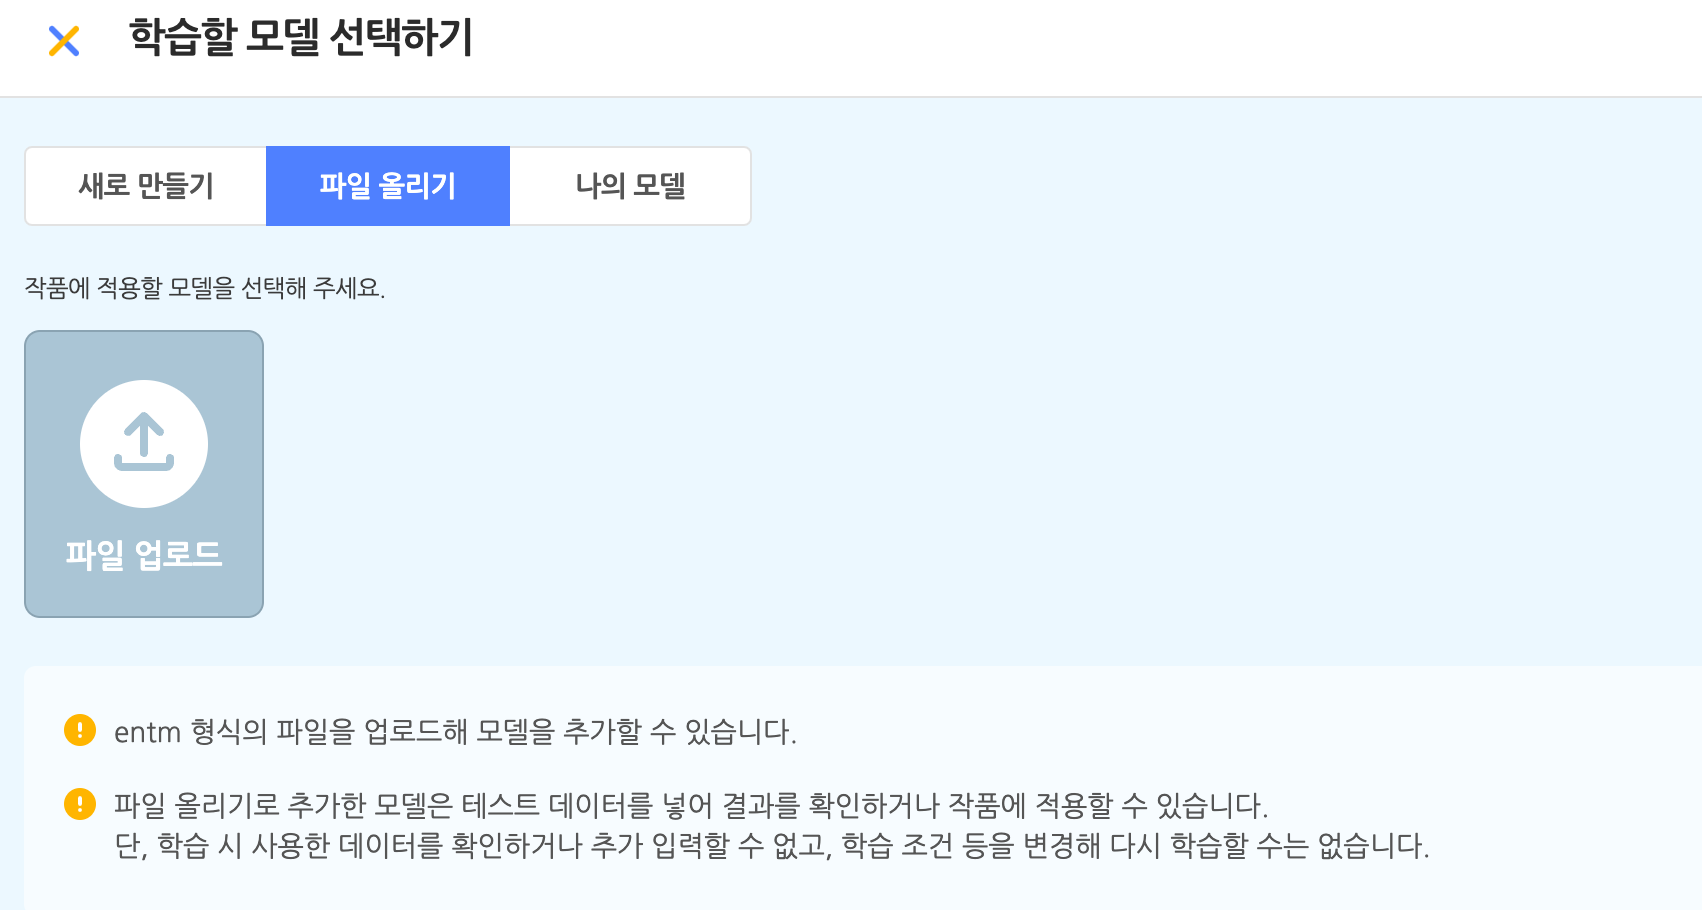 학습할 모델 선택하기
새로 만들기
파일 올리기
나의 모델
작품에 적용할 모델을 선택해 주세요.
파일 업로드
entm 형식의 파일을 업로드해 모델을 추가할 수 있습니다.
파일 올리기로 추가한 모델은 테스트 데이터를 넣어 결과를 확인하거나 작품에 적용할 수 있습니다.
단, 학습 시 사용한 데이터를 확인하거나 추가 입력할 수 없고, 학습 조건 등을 변경해 다시 학습할 수는 없습니다.